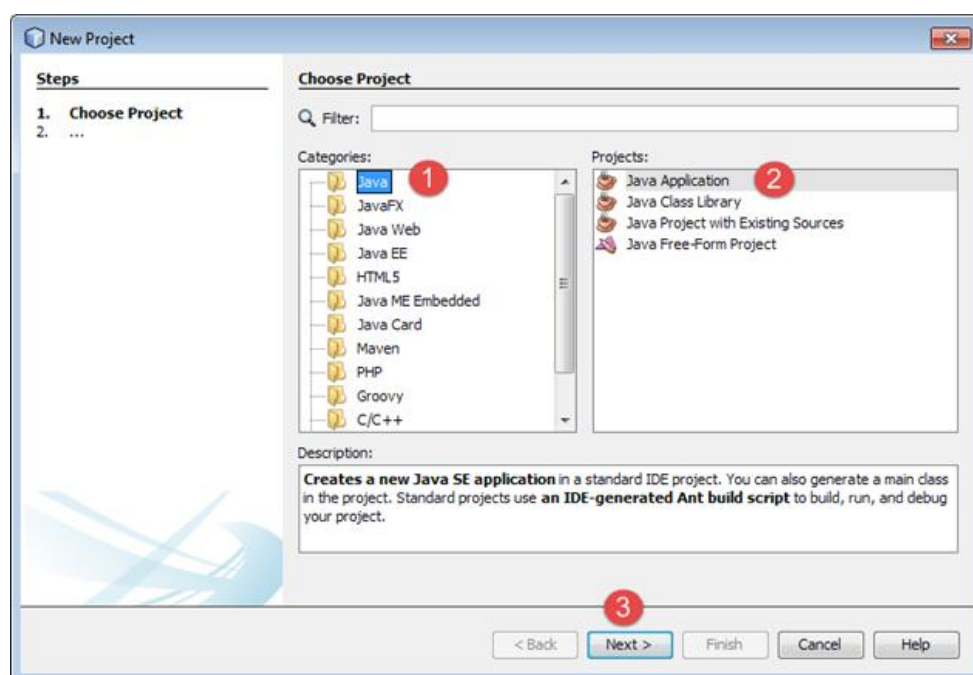 New Project
Steps
1. Choose Project
2. ...
Choose Project
Filter:
Categories:
Java
JavaFX
Java Web
Java EE
HTML5
Java ME Embedded
Java Card
Maven
PHP
Groovy
C/C++
1
Projects:
Java Application
Java Class Library
Java Project with Existing Sources
Java Free-Form Project
2
Description:
Creates a new Java SE application in a standard IDE project. You can also generate a main class
in the project. Standard projects use an IDE-generated Ant build script to build, run, and debug
your project.
3
< Back
Next >
Finish
Cancel
Help